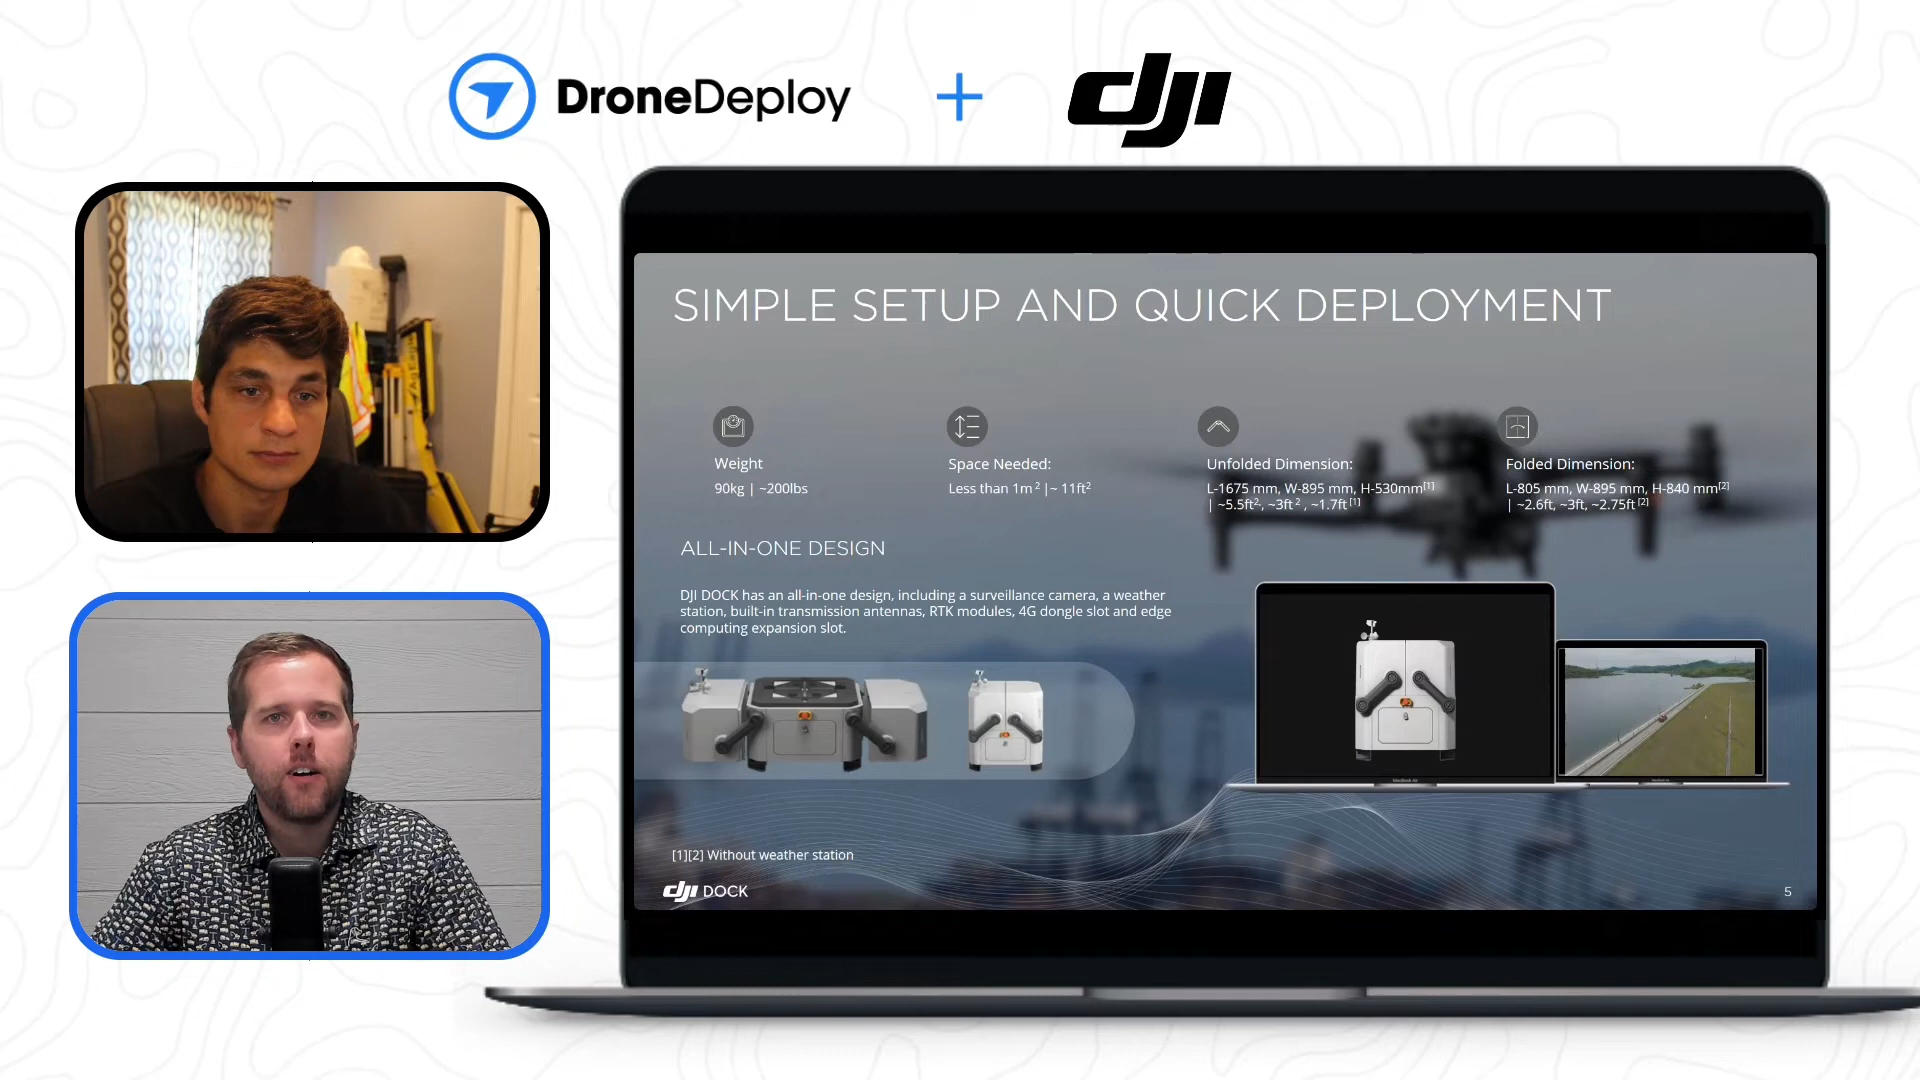 DroneDeploy + dji
SIMPLE SETUP AND QUICK DEPLOYMENT
Weight
90kg | ~200lbs
Space Needed:
Less than 1m² |~ 11ft²
Unfolded Dimension:
L-1675 mm, W-895 mm, H-530mm[1]
| ~5.5ft², ~3ft² , ~1.7ft [1]
Folded Dimension:
L-805 mm, W-895 mm, H-840 mm[2]
| ~2.6ft, ~3ft, ~2.75ft [2]
ALL-IN-ONE DESIGN
DJI DOCK has an all-in-one design, including a surveillance camera, a weather
station, built-in transmission antennas, RTK modules, 4G dongle slot and edge
computing expansion slot.
[1][2] Without weather station
dji DOCK
5